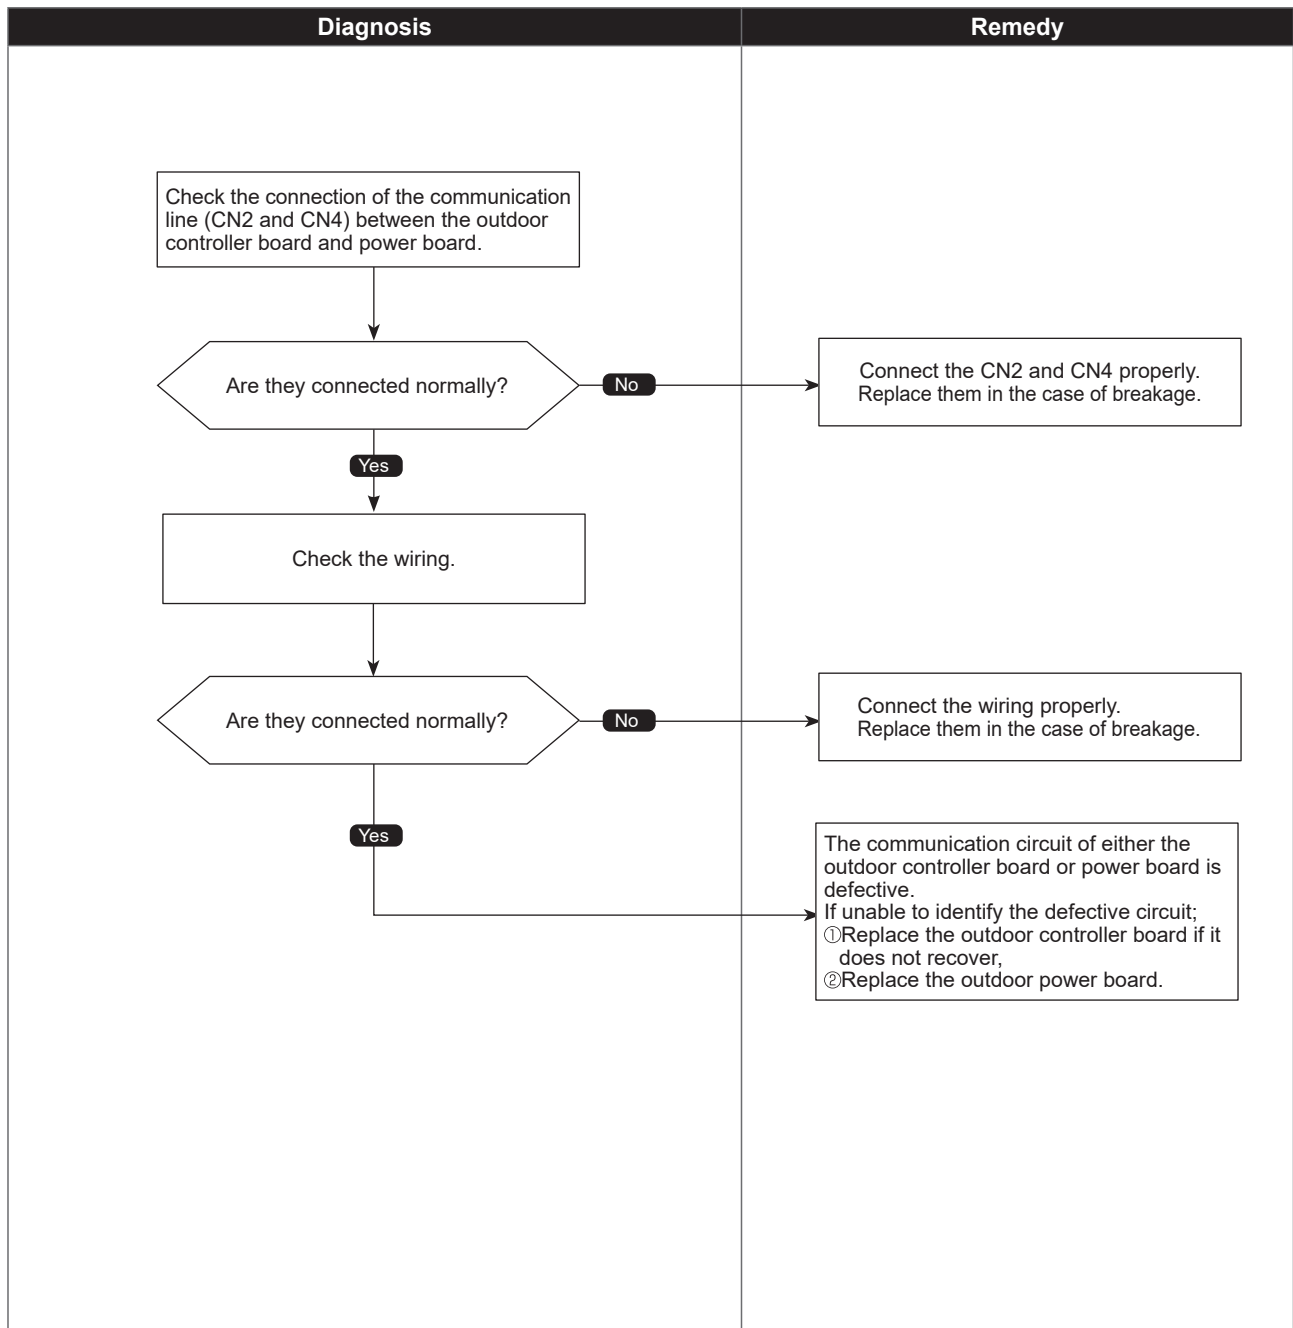 Diagnosis
Remedy
Check the connection of the communication
line (CN2 and CN4) between the outdoor
controller board and power board.
Are they connected normally?
No
Connect the CN2 and CN4 properly.
Replace them in the case of breakage.
Yes
Check the wiring.
Are they connected normally?
No
Connect the wiring properly.
Replace them in the case of breakage.
Yes
The communication circuit of either the
outdoor controller board or power board is
defective.
If unable to identify the defective circuit;
①Replace the outdoor controller board if it
does not recover,
②Replace the outdoor power board.